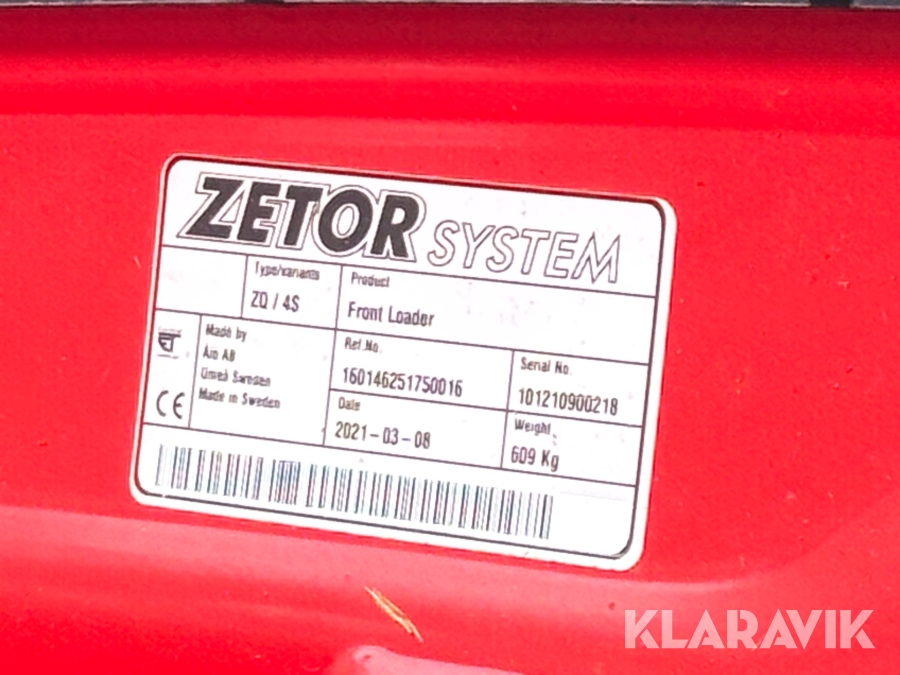 ZETOR SYSTEM
Type/variants
ZQ / 4S
Product
Front Loader
Made by
Ålö AB
Umeå Sweden
Made in Sweden
Ref.No.
160146251750016
Serial No.
101210900218
Date
2021-03-08
Weight
609 Kg
CE
KLARAVIK